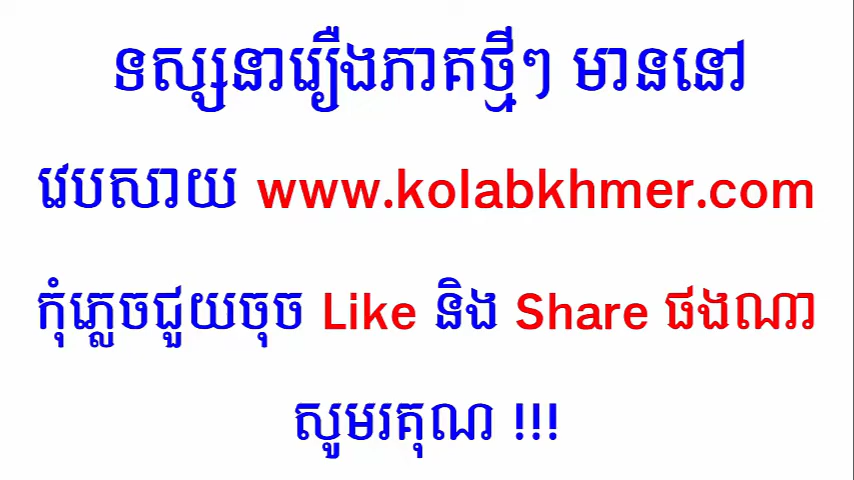 ទស្សនារឿងភាគថ្មីៗ មាននៅ
វេបសាយ www.kolabkhmer.com
កុំភ្លេចជួយចុច Like និង Share ផងណា
សូមរគុណ !!!